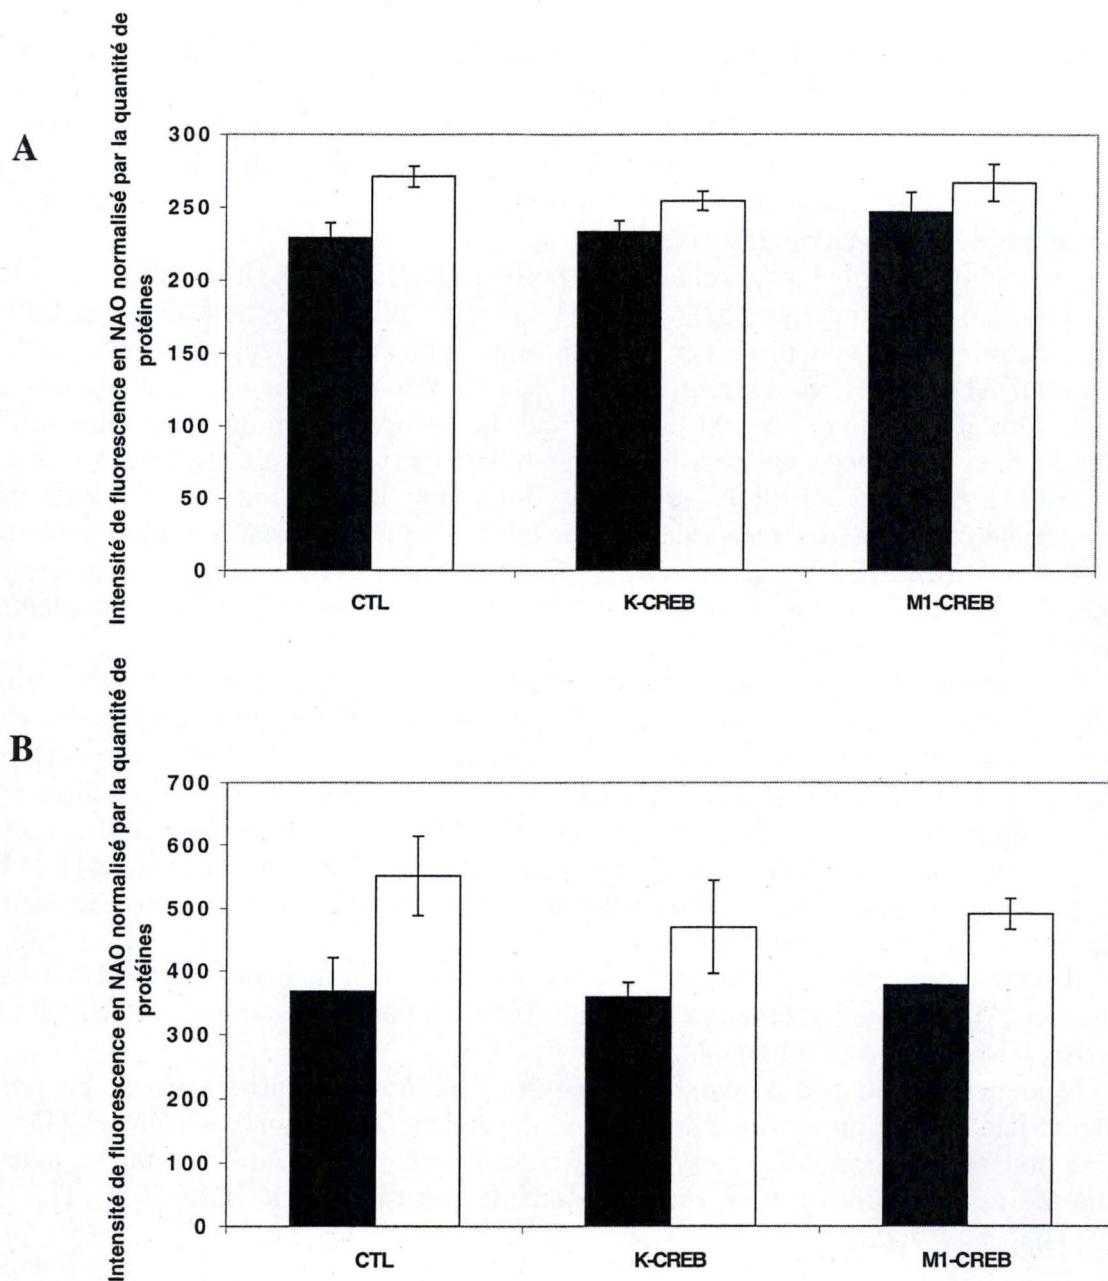 A
Intensité de fluorescence en NAO normalisé par la quantité de
protéines
300
250
200
150
100
50
0
CTL K-CREB M1-CREB
B
Intensité de fluorescence en NAO normalisé par la quantité de
protéines
700
600
500
400
300
200
100
0
CTL K-CREB M1-CREB